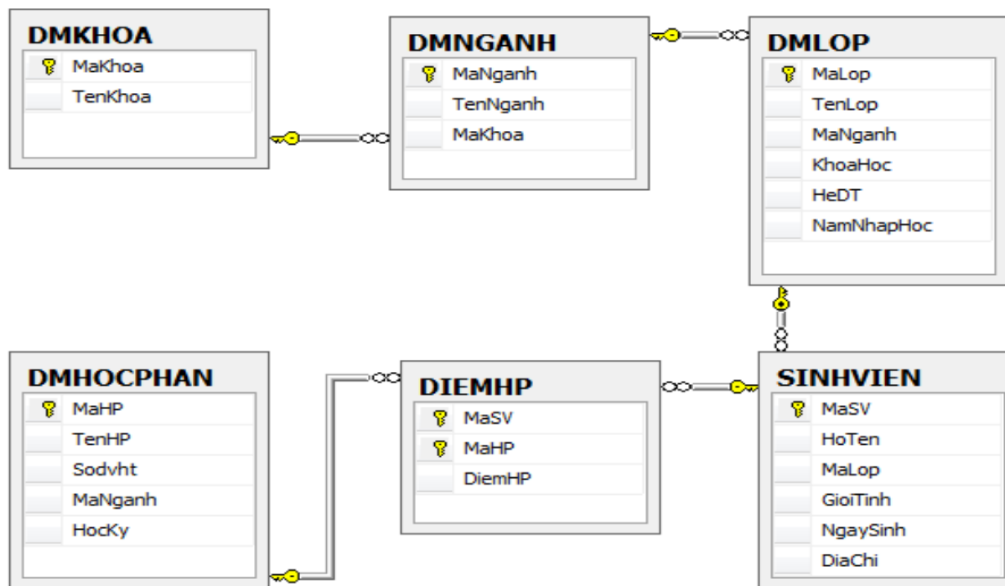 DMKHOA
MaKhoa
TenKhoa
DMNGANH
MaNganh
TenNganh
MaKhoa
DMLOP
MaLop
TenLop
MaNganh
KhoaHoc
HeDT
NamNhapHoc
DMHOCPHAN
MaHP
TenHP
Sodvht
MaNganh
HocKy
DIEMHP
MaSV
MaHP
DiemHP
SINHVIEN
MaSV
HoTen
MaLop
GioiTinh
NgaySinh
DiaChi